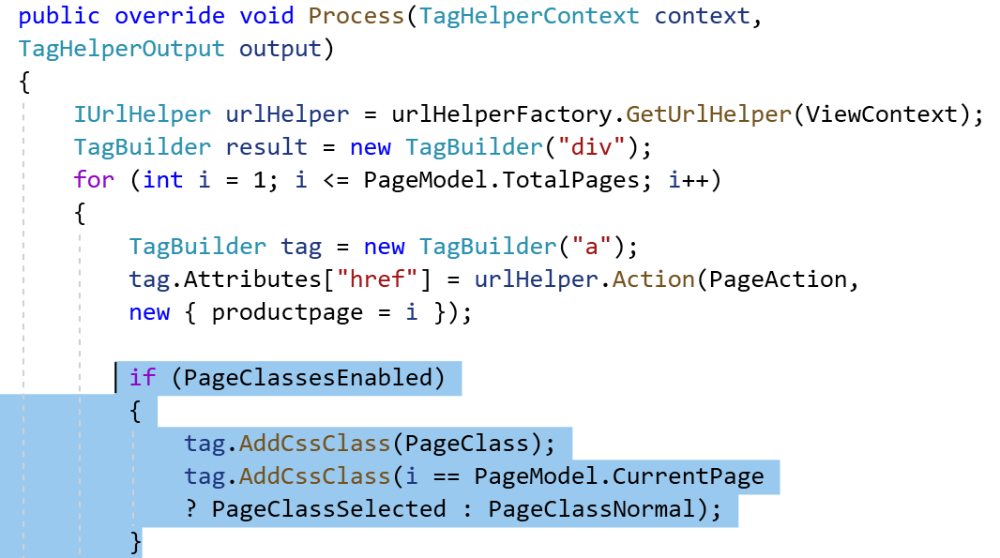 public override void Process(TagHelperContext context,
TagHelperOutput output)
{
    IUrlHelper urlHelper = urlHelperFactory.GetUrlHelper(ViewContext);
    TagBuilder result = new TagBuilder("div");
    for (int i = 1; i <= PageModel.TotalPages; i++)
    {
        TagBuilder tag = new TagBuilder("a");
        tag.Attributes["href"] = urlHelper.Action(PageAction,
        new { productpage = i });
        if (PageClassesEnabled)
        {
            tag.AddCssClass(PageClass);
            tag.AddCssClass(i == PageModel.CurrentPage
            ? PageClassSelected : PageClassNormal);
        }